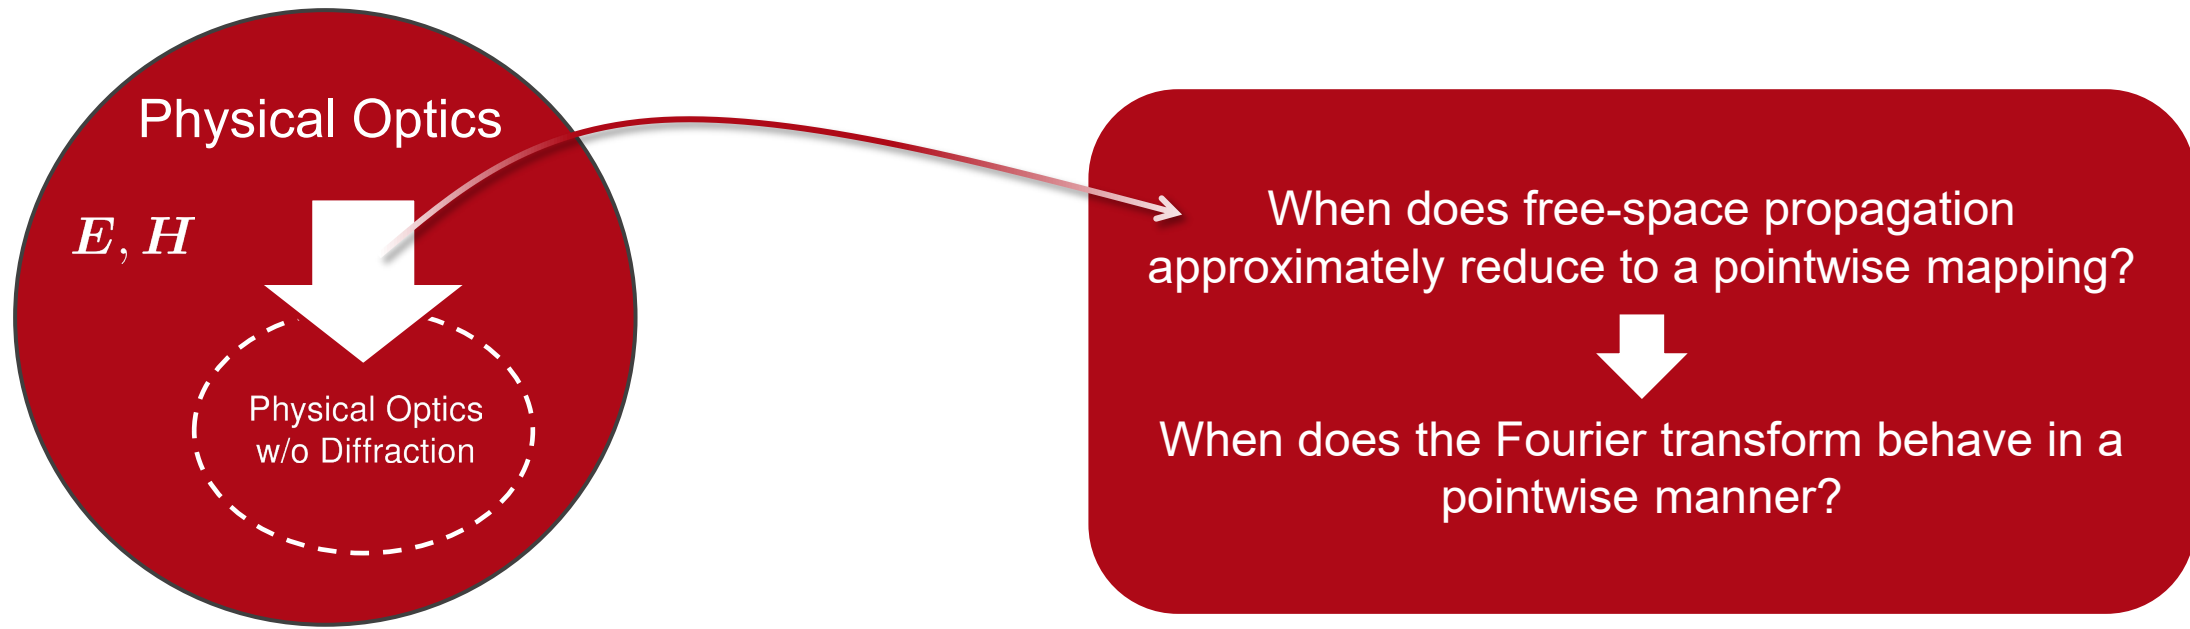 Physical Optics
E, H
Physical Optics
w/o Diffraction
When does free-space propagation
approximately reduce to a pointwise mapping?
When does the Fourier transform behave in a
pointwise manner?